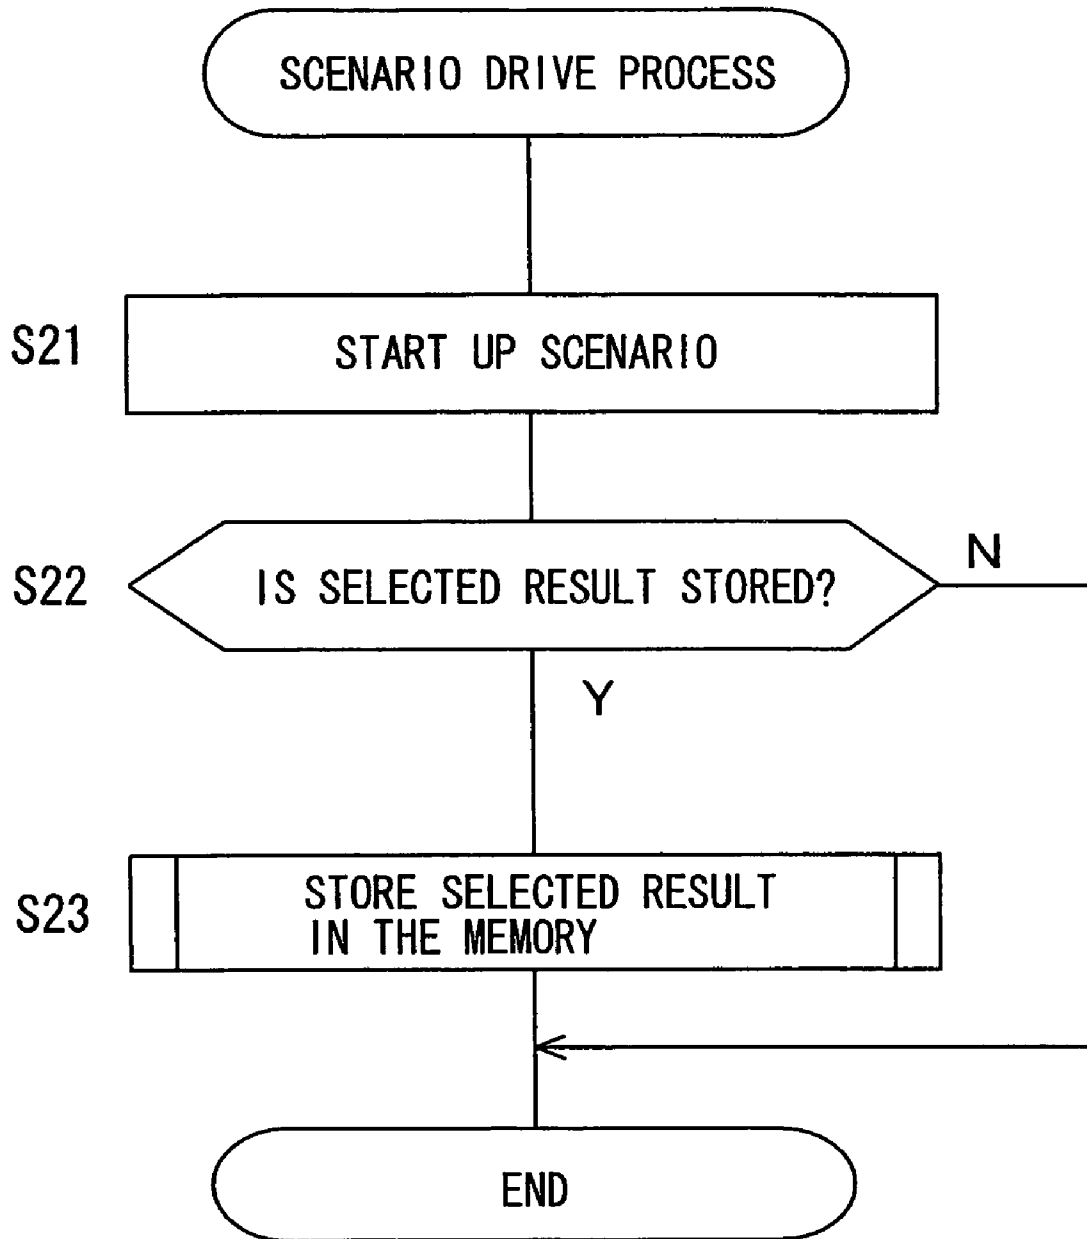 SCENARIO DRIVE PROCESS
S21
START UP SCENARIO
S22
IS SELECTED RESULT STORED?
N
Y
S23
STORE SELECTED RESULT
IN THE MEMORY
END